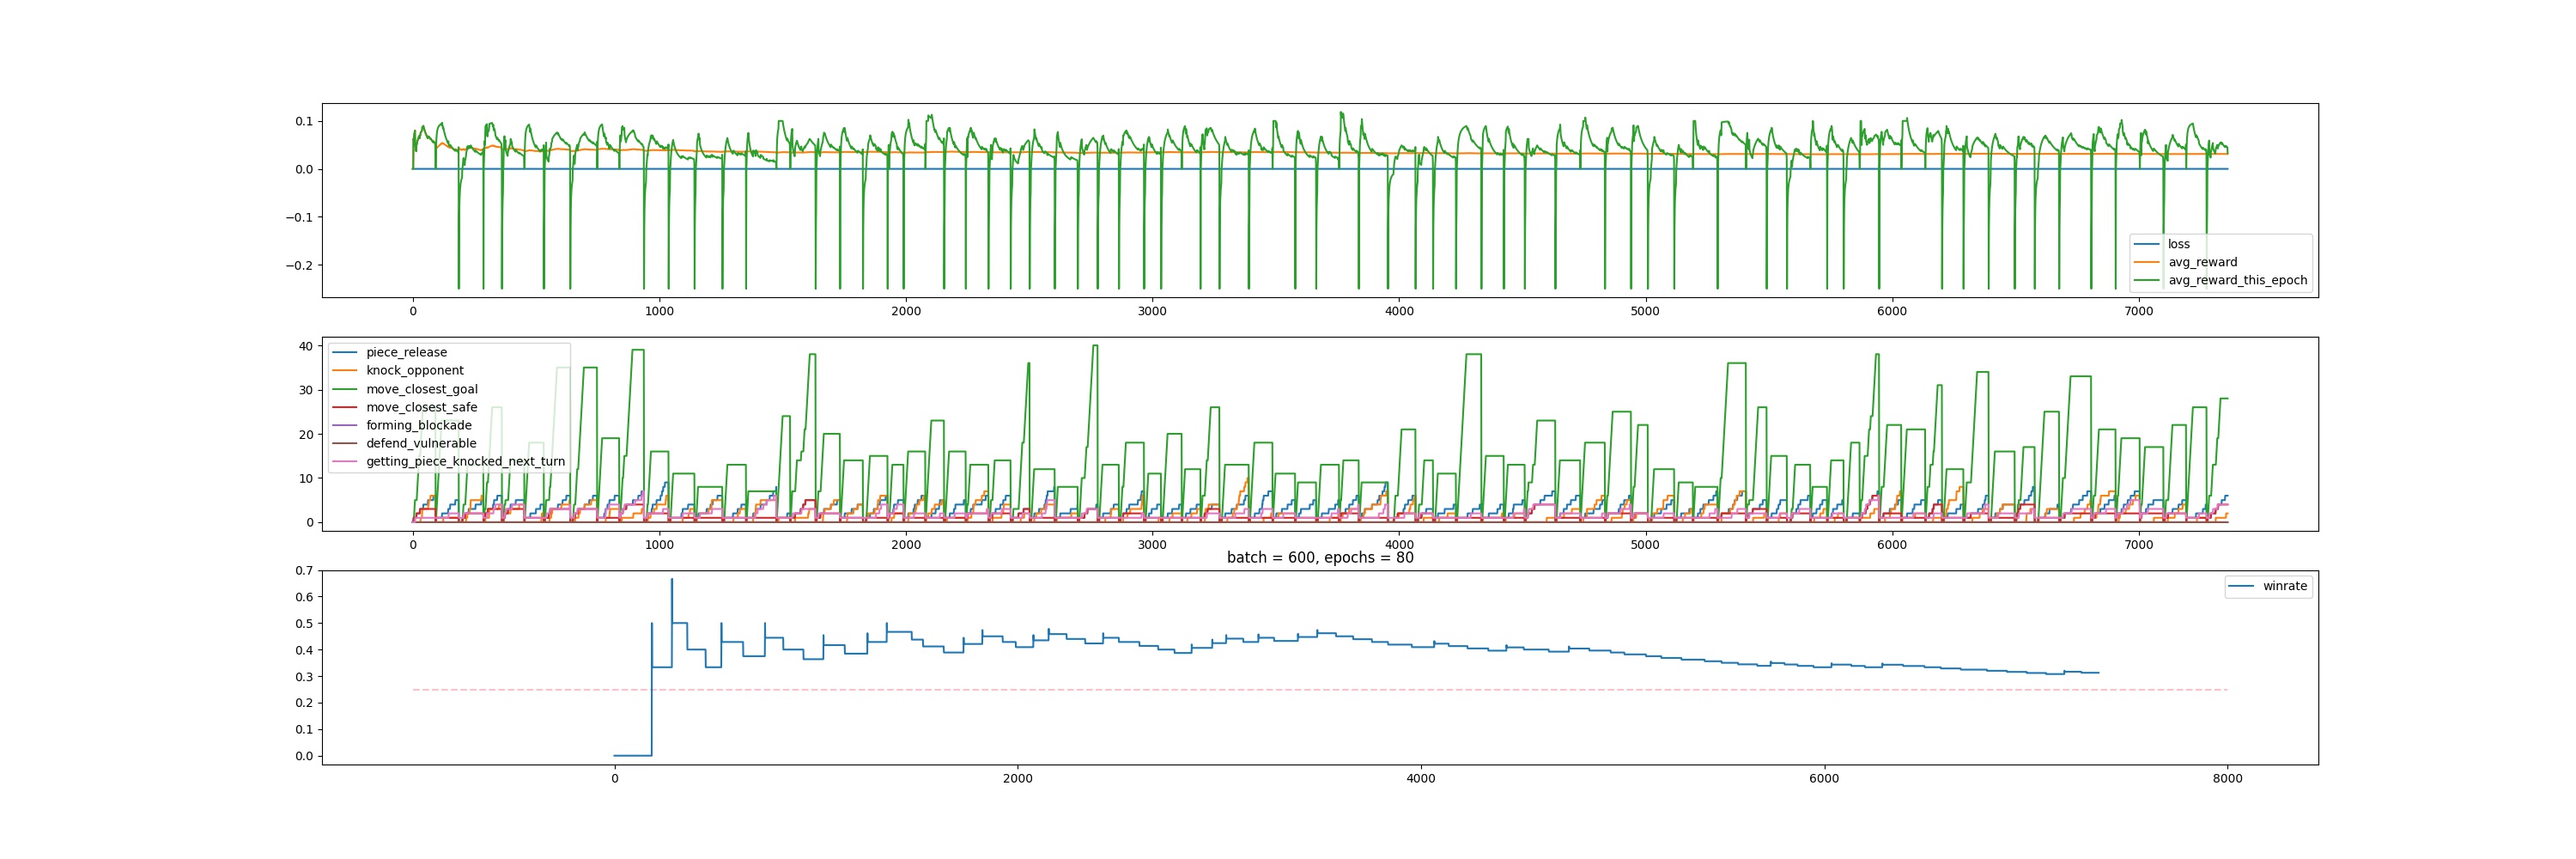 0.1
0.0
−0.1
−0.2
loss
avg_reward
avg_reward_this_epoch
0 1000 2000 3000 4000 5000 6000 7000
40
30
20
10
0
piece_release
knock_opponent
move_closest_goal
move_closest_safe
forming_blockade
defend_vulnerable
getting_piece_knocked_next_turn
0 1000 2000 3000 4000 5000 6000 7000
batch = 600, epochs = 80
0.7
0.6
0.5
0.4
0.3
0.2
0.1
0.0
winrate
0 2000 4000 6000 8000